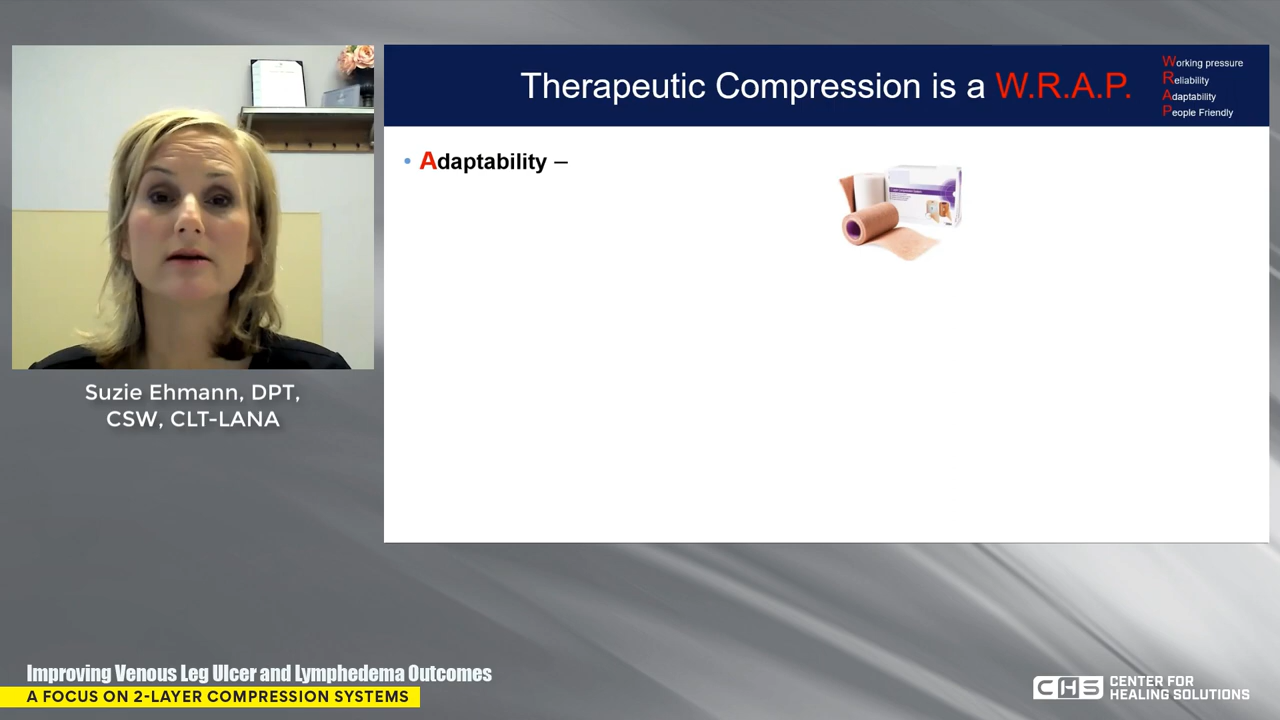 Therapeutic Compression is a W.R.A.P.
Working pressure
Reliability
Adaptability
People Friendly
• Adaptability –
Suzie Ehmann, DPT,
CSW, CLT-LANA
Improving Venous Leg Ulcer and Lymphedema Outcomes
A FOCUS ON 2-LAYER COMPRESSION SYSTEMS
CHS CENTER FOR
HEALING SOLUTIONS